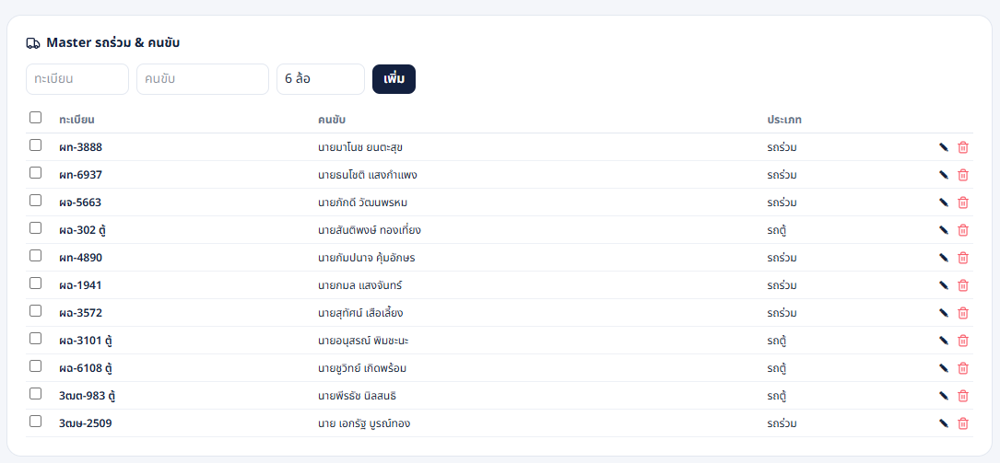 Master รถร่วม & คนขับ
ทะเบียน คนขับ 6 ล้อ เพิ่ม
ทะเบียน คนขับ ประเภท
ผท-3888 นายมาโนช ยนตะสุข รถร่วม
ผท-6937 นายธนโชติ แสงกำแพง รถร่วม
ผจ-5663 นายภักดี วัฒนพรหม รถร่วม
ผฉ-302 ตู้ นายสันติพงษ์ ทองเที่ยง รถตู้
ผท-4890 นายกัมปนาจ คุ้มอักษร รถร่วม
ผฉ-1941 นายกมล แสงจันทร์ รถร่วม
ผฉ-3572 นายสุทัศน์ เสือเลี้ยง รถร่วม
ผฉ-3101 ตู้ นายอนุสรณ์ พิมชะนะ รถตู้
ผฉ-6108 ตู้ นายชูวิทย์ เกิดพร้อม รถตู้
3ฒต-983 ตู้ นายพีรธัช นิลสนธิ รถตู้
3ฒษ-2509 นาย เอกรัฐ บูรณ์ทอง รถร่วม